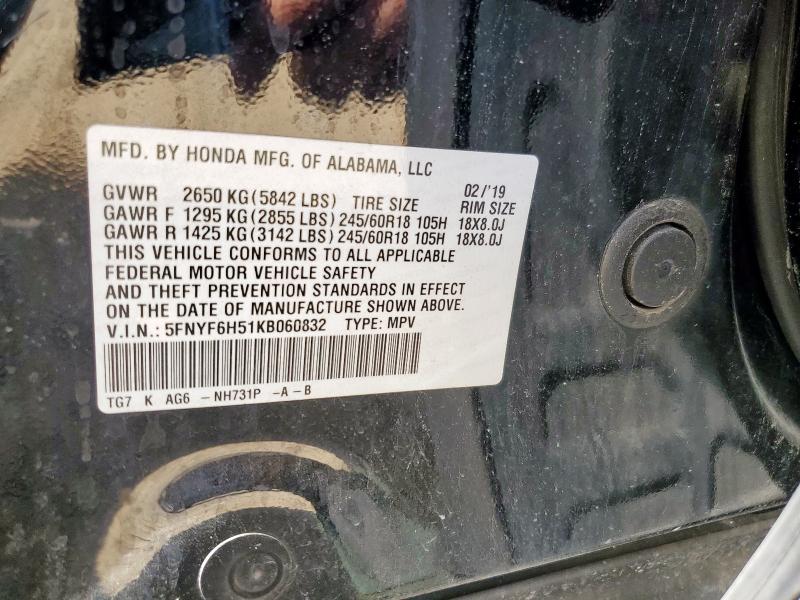 MFD. BY HONDA MFG. OF ALABAMA, LLC
GVWR 2650 KG (5842 LBS) TIRE SIZE 02/'19 RIM SIZE
GAWR F 1295 KG (2855 LBS) 245/60R18 105H 18X8.0J
GAWR R 1425 KG (3142 LBS) 245/60R18 105H 18X8.0J
THIS VEHICLE CONFORMS TO ALL APPLICABLE
FEDERAL MOTOR VEHICLE SAFETY
AND THEFT PREVENTION STANDARDS IN EFFECT
ON THE DATE OF MANUFACTURE SHOWN ABOVE.
V.I.N.: 5FNYF6H51KB060832 TYPE: MPV
TG7 K AG6 -NH731P -A-B